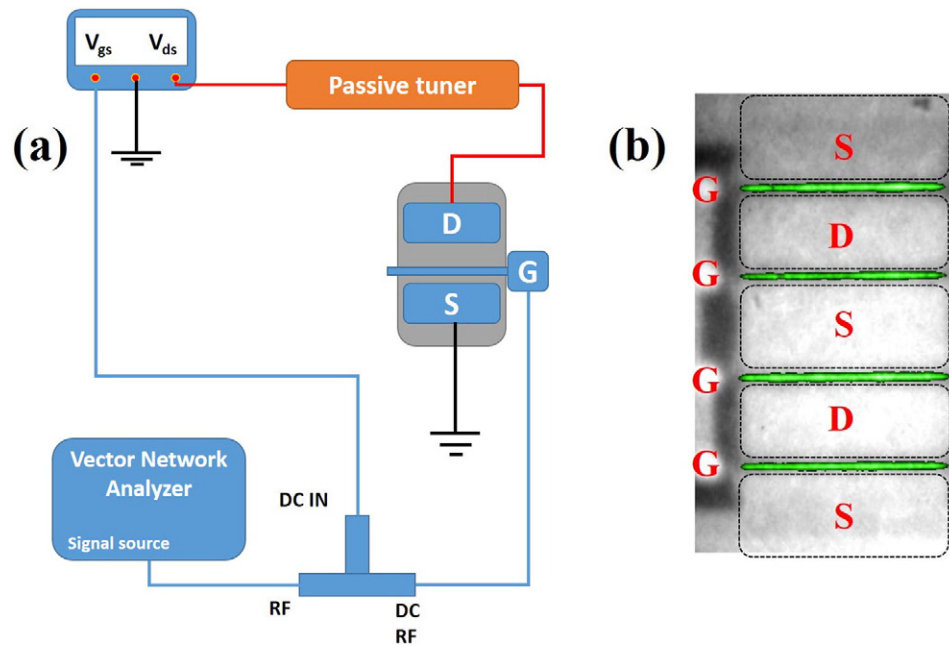 (a)
Vgs
Vds
Passive tuner
D
G
S
Vector Network
Analyzer
Signal source
DC IN
RF
DC
RF
(b)
S
G
D
G
S
G
D
G
S